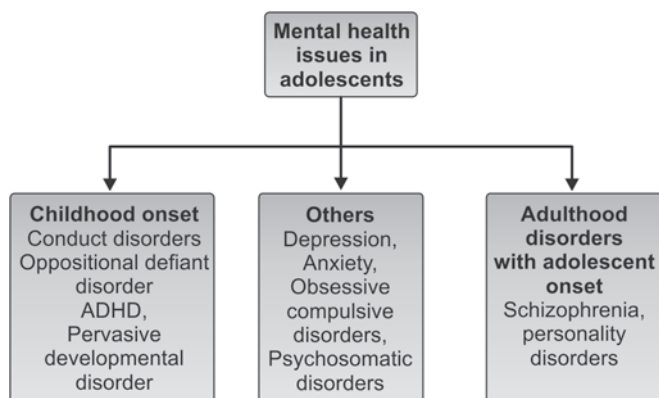 Mental health
issues in
adolescents
Childhood onset
Conduct disorders
Oppositional defiant
disorder
ADHD,
Pervasive
developmental
disorder
Others
Depression,
Anxiety,
Obsessive
compulsive
disorders,
Psychosomatic
disorders
Adulthood
disorders
with adolescent
onset
Schizophrenia,
personality
disorders